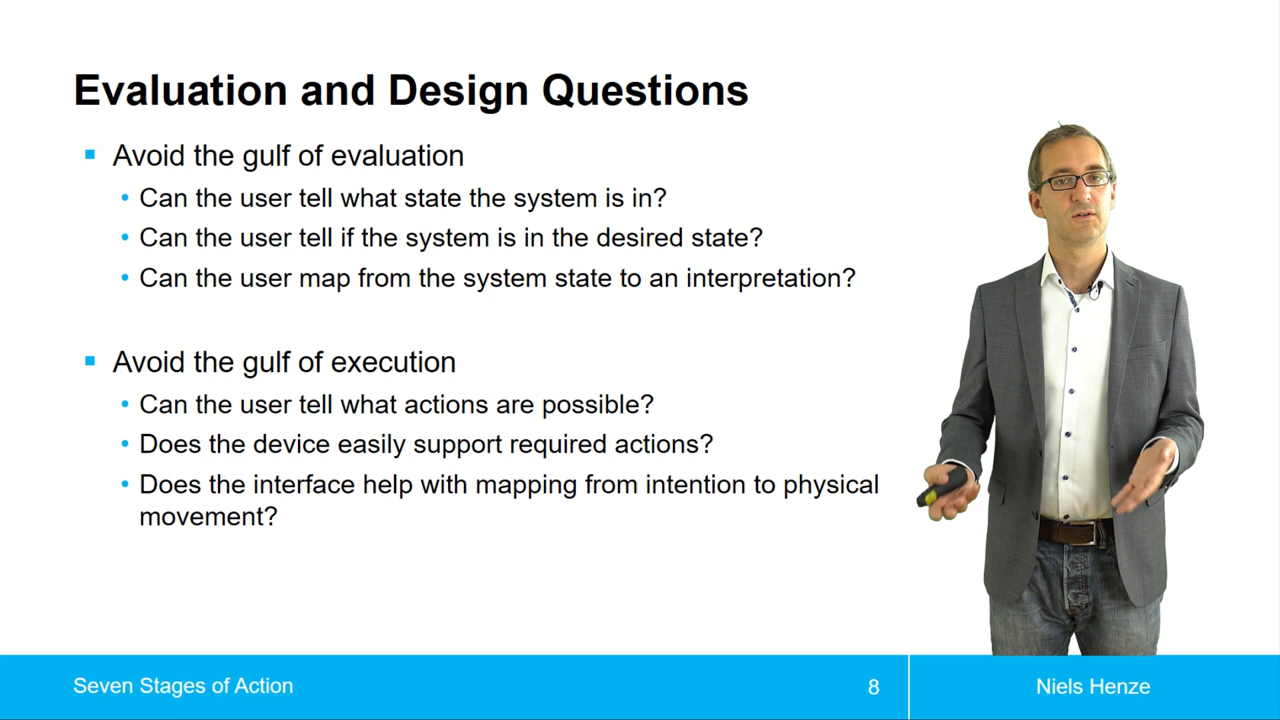 Evaluation and Design Questions
Avoid the gulf of evaluation
Can the user tell what state the system is in?
Can the user tell if the system is in the desired state?
Can the user map from the system state to an interpretation?
Avoid the gulf of execution
Can the user tell what actions are possible?
Does the device easily support required actions?
Does the interface help with mapping from intention to physical
movement?
Seven Stages of Action
8
Niels Henze